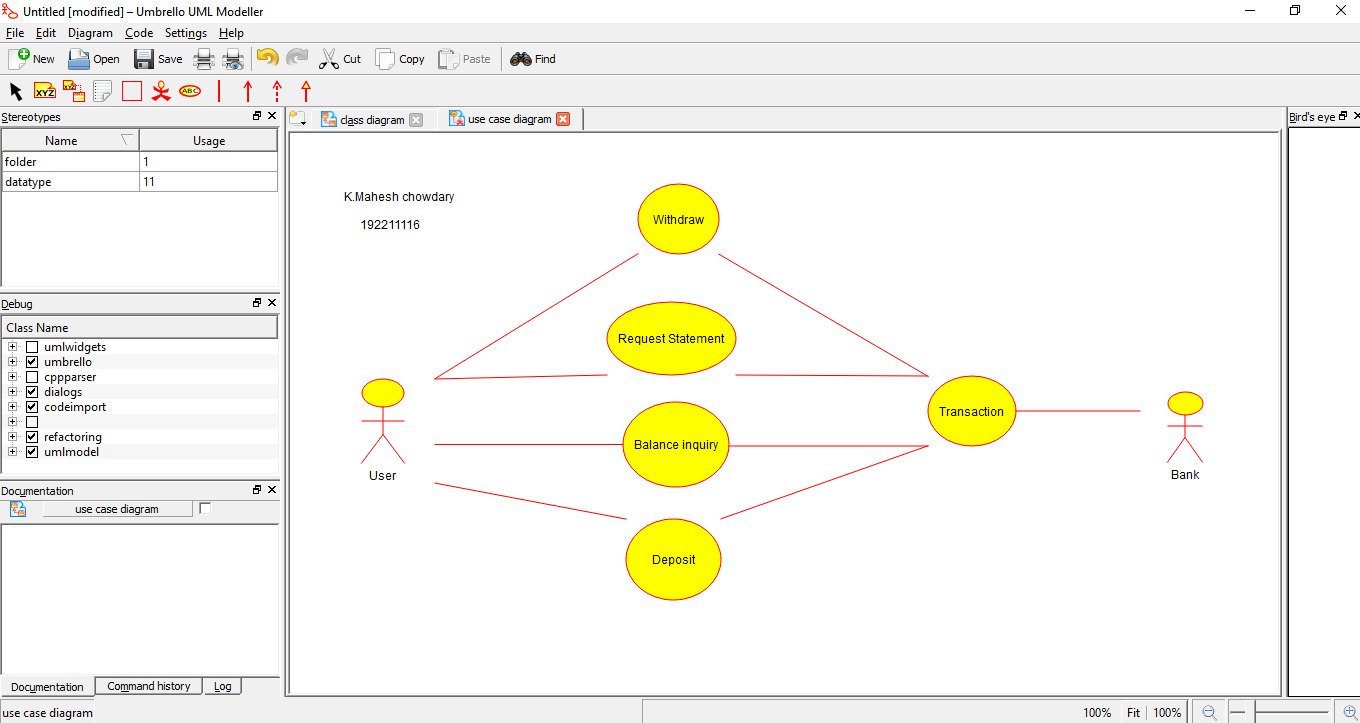 Untitled [modified] – Umbrello UML Modeller
File Edit Diagram Code Settings Help
New Open Save Cut Copy Paste Find
XYZ XYZ ABC
Stereotypes
class diagram use case diagram
Bird's eye
Name Usage
folder 1
datatype 11
Debug
Class Name
umlwidgets
umbrello
cppparser
dialogs
codeimport
refactoring
umlmodel
Documentation
use case diagram
Documentation Command history Log
K.Mahesh chowdary
192211116
Withdraw
Request Statement
Transaction
Balance inquiry
User
Bank
Deposit
use case diagram
100% Fit 100%